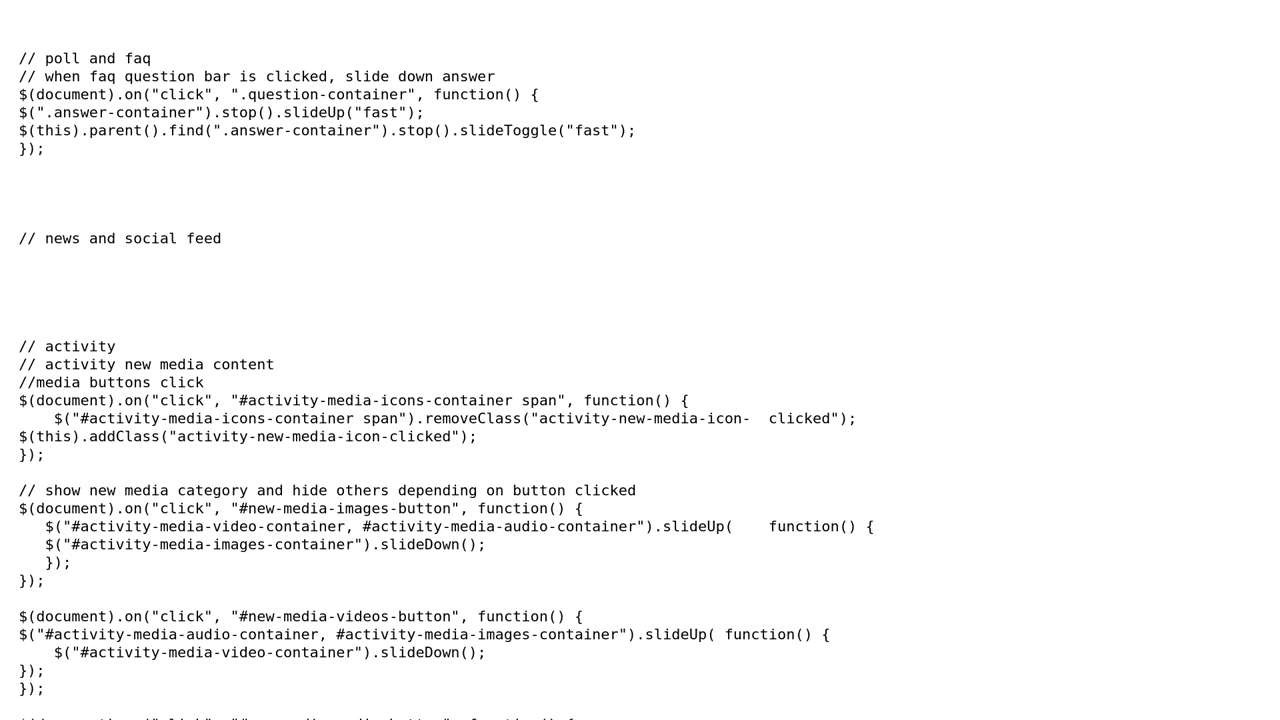 // poll and faq
// when faq question bar is clicked, slide down answer
$(document).on("click", ".question-container", function() {
$(".answer-container").stop().slideUp("fast");
$(this).parent().find(".answer-container").stop().slideToggle("fast");
});
// news and social feed
// activity
// activity new media content
//media buttons click
$(document).on("click", "#activity-media-icons-container span", function() {
    $("#activity-media-icons-container span").removeClass("activity-new-media-icon-  clicked");
$(this).addClass("activity-new-media-icon-clicked");
});
// show new media category and hide others depending on button clicked
$(document).on("click", "#new-media-images-button", function() {
   $("#activity-media-video-container, #activity-media-audio-container").slideUp(    function() {
   $("#activity-media-images-container").slideDown();
   });
});
$(document).on("click", "#new-media-videos-button", function() {
$("#activity-media-audio-container, #activity-media-images-container").slideUp( function() {
    $("#activity-media-video-container").slideDown();
});
});